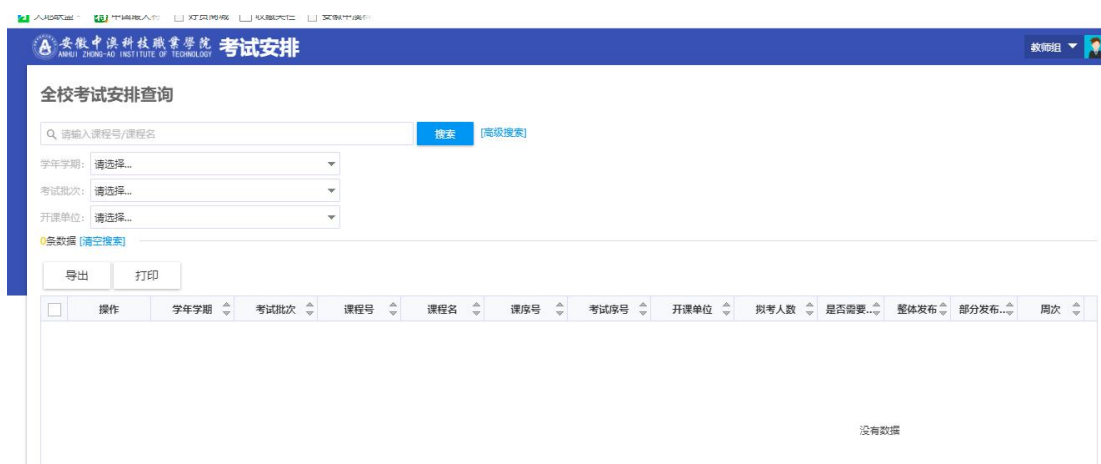 安徽中澳科技職業學院 考试安排 教师组
ANHUI ZHONG-AO INSTITUTE OF TECHNOLOGY
全校考试安排查询
请输入课程号/课程名 搜索 [高级搜索]
学年学期: 请选择...
考试批次: 请选择...
开课单位: 请选择...
0条数据 [清空搜索]
导出 打印
操作 学年学期 考试批次 课程号 课程名 课序号 考试序号 开课单位 拟考人数 是否需要... 整体发布 部分发布... 周次
没有数据